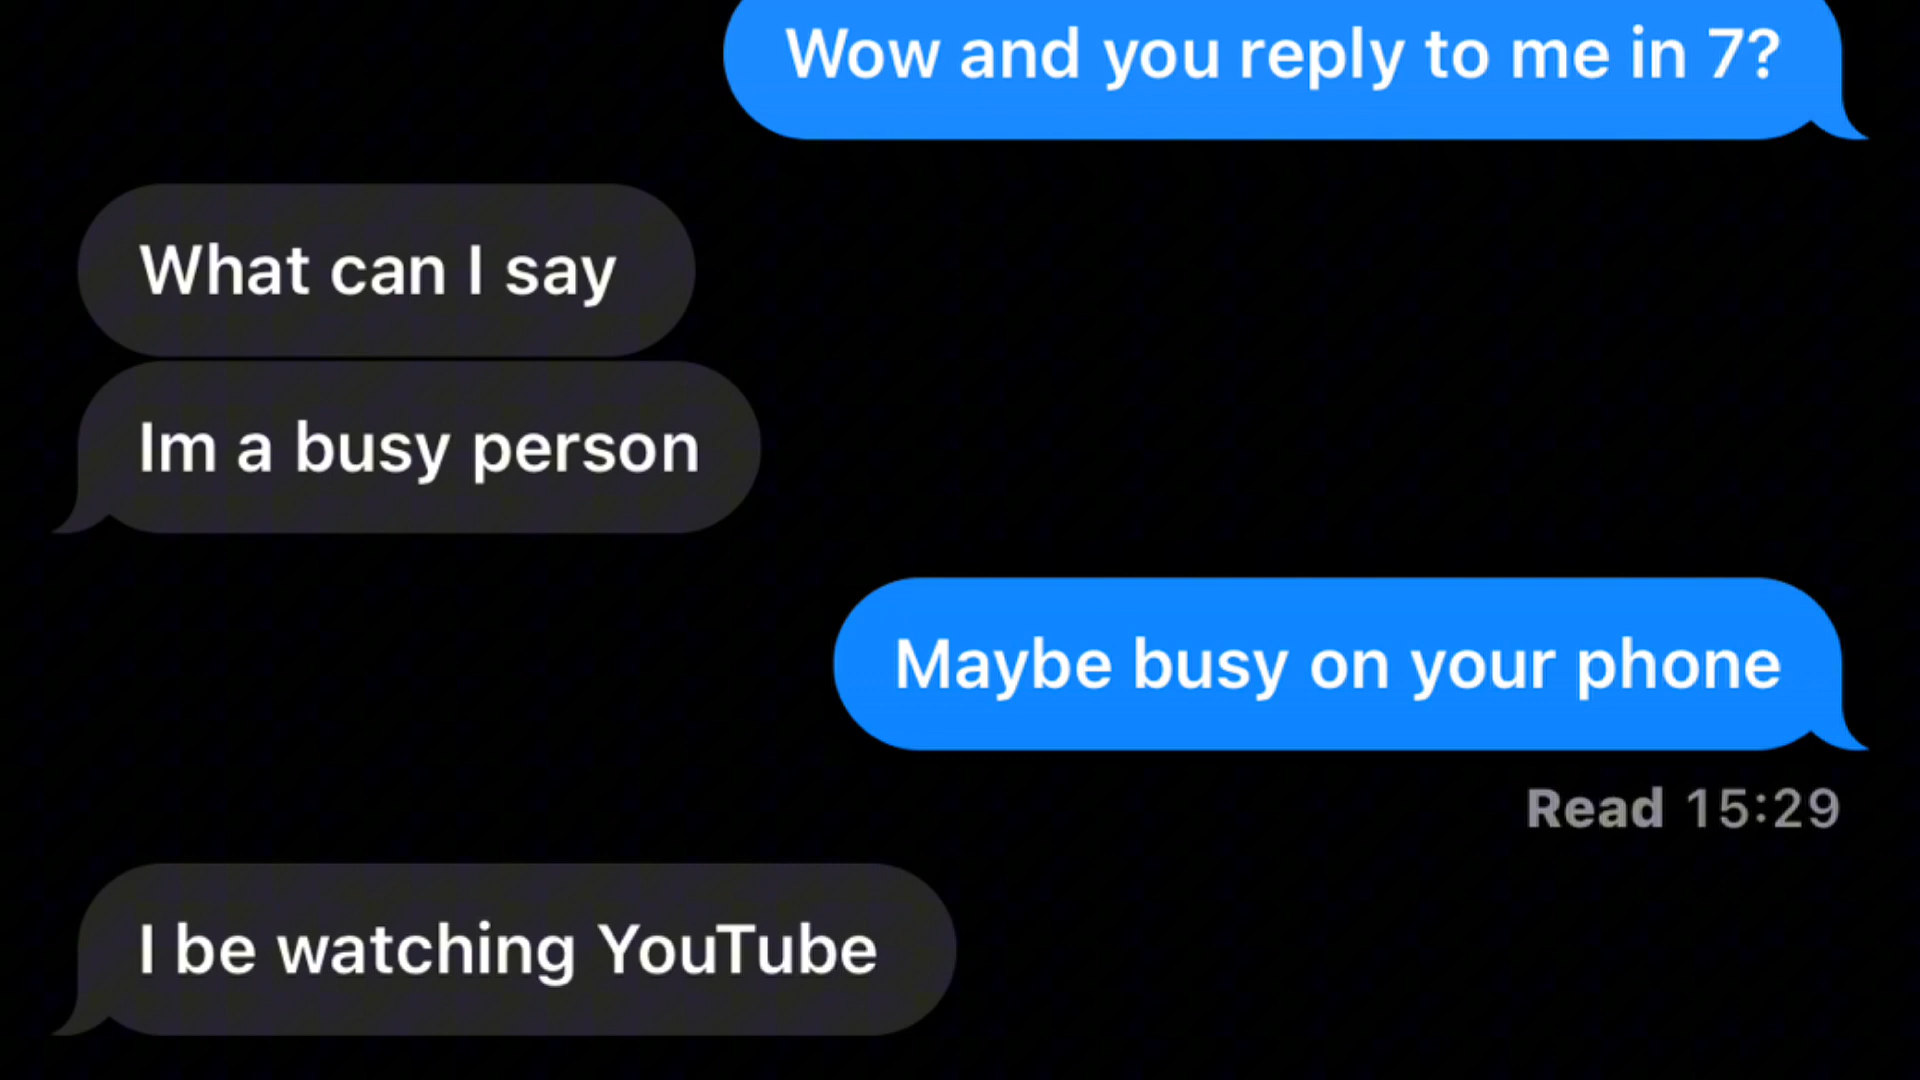 Wow and you reply to me in 7?
What can I say
Im a busy person
Maybe busy on your phone
Read 15:29
I be watching YouTube